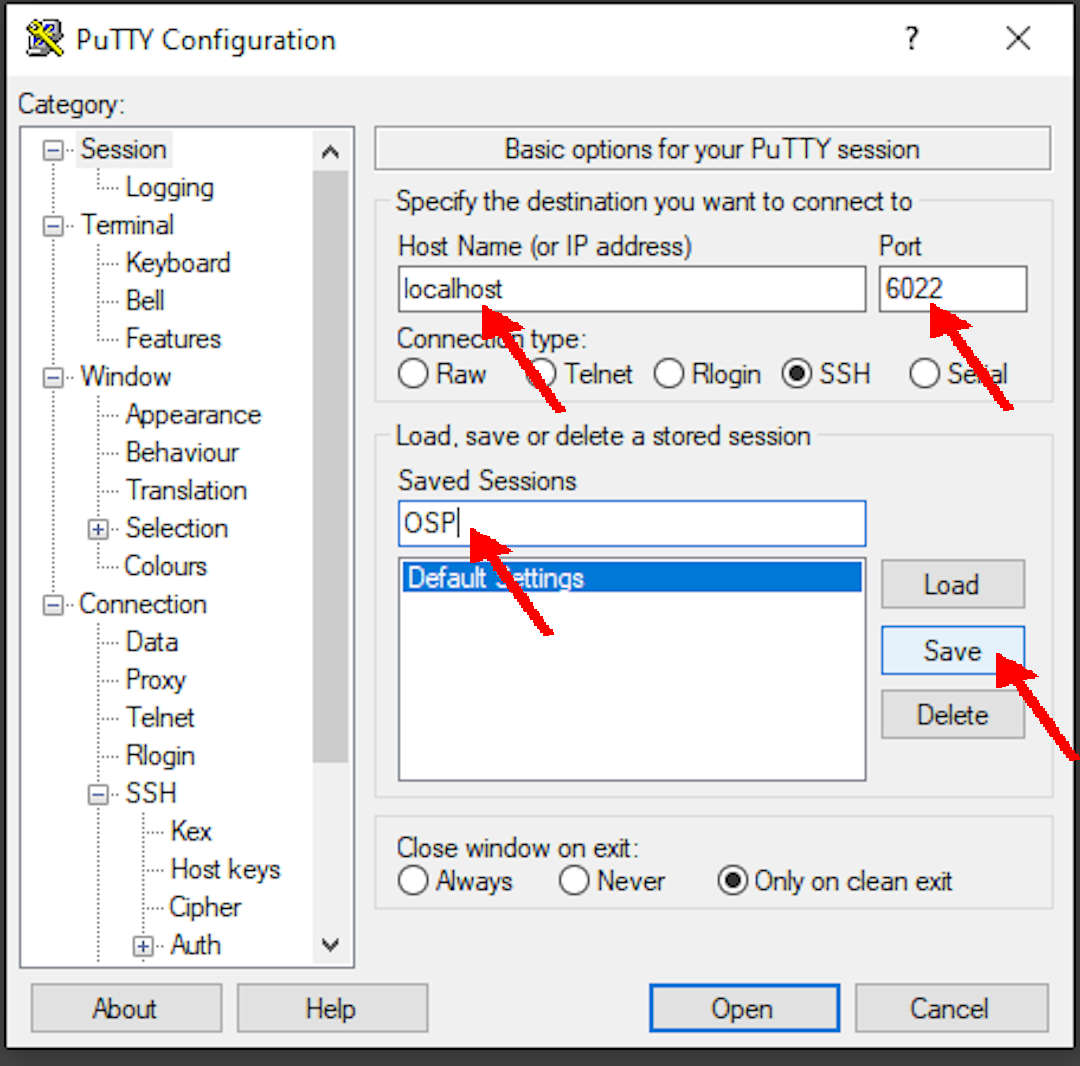 PuTTY Configuration
?
Category:
Session
Logging
Terminal
Keyboard
Bell
Features
Window
Appearance
Behaviour
Translation
Selection
Colours
Connection
Data
Proxy
Telnet
Rlogin
SSH
Kex
Host keys
Cipher
Auth
Basic options for your PuTTY session
Specify the destination you want to connect to
Host Name (or IP address) Port
localhost 6022
Connection type:
Raw Telnet Rlogin SSH Serial
Load, save or delete a stored session
Saved Sessions
OSP
Default Settings
Load
Save
Delete
Close window on exit:
Always Never Only on clean exit
About Help Open Cancel